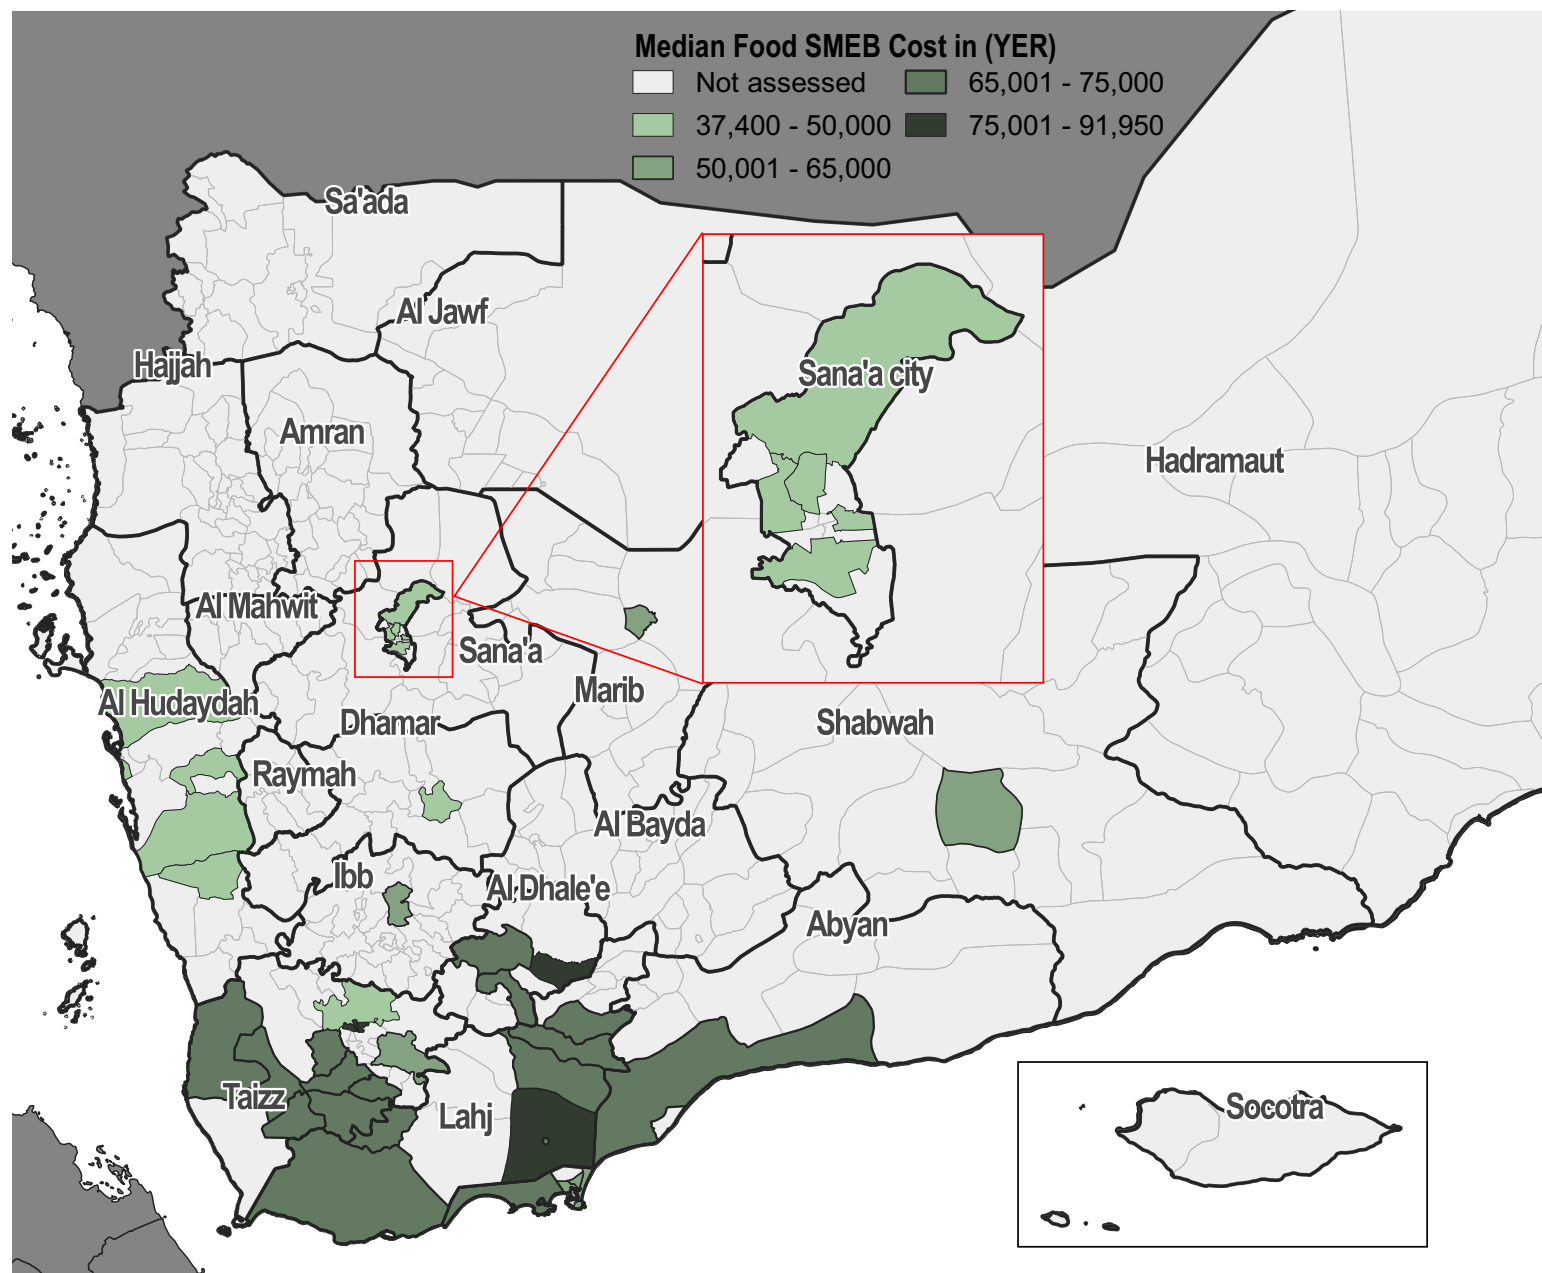 Median Food SMEB Cost in (YER)
Not assessed
65,001 - 75,000
37,400 - 50,000
75,001 - 91,950
50,001 - 65,000
Sa'ada
Al Jawf
Hajjah
Sana'a city
Amran
Hadramaut
Al Mahwit
Sana'a
Marib
Al Hudaydah
Dhamar
Shabwah
Raymah
Al Bayda
Ibb
Al Dhale'e
Abyan
Taizz
Lahj
Socotra